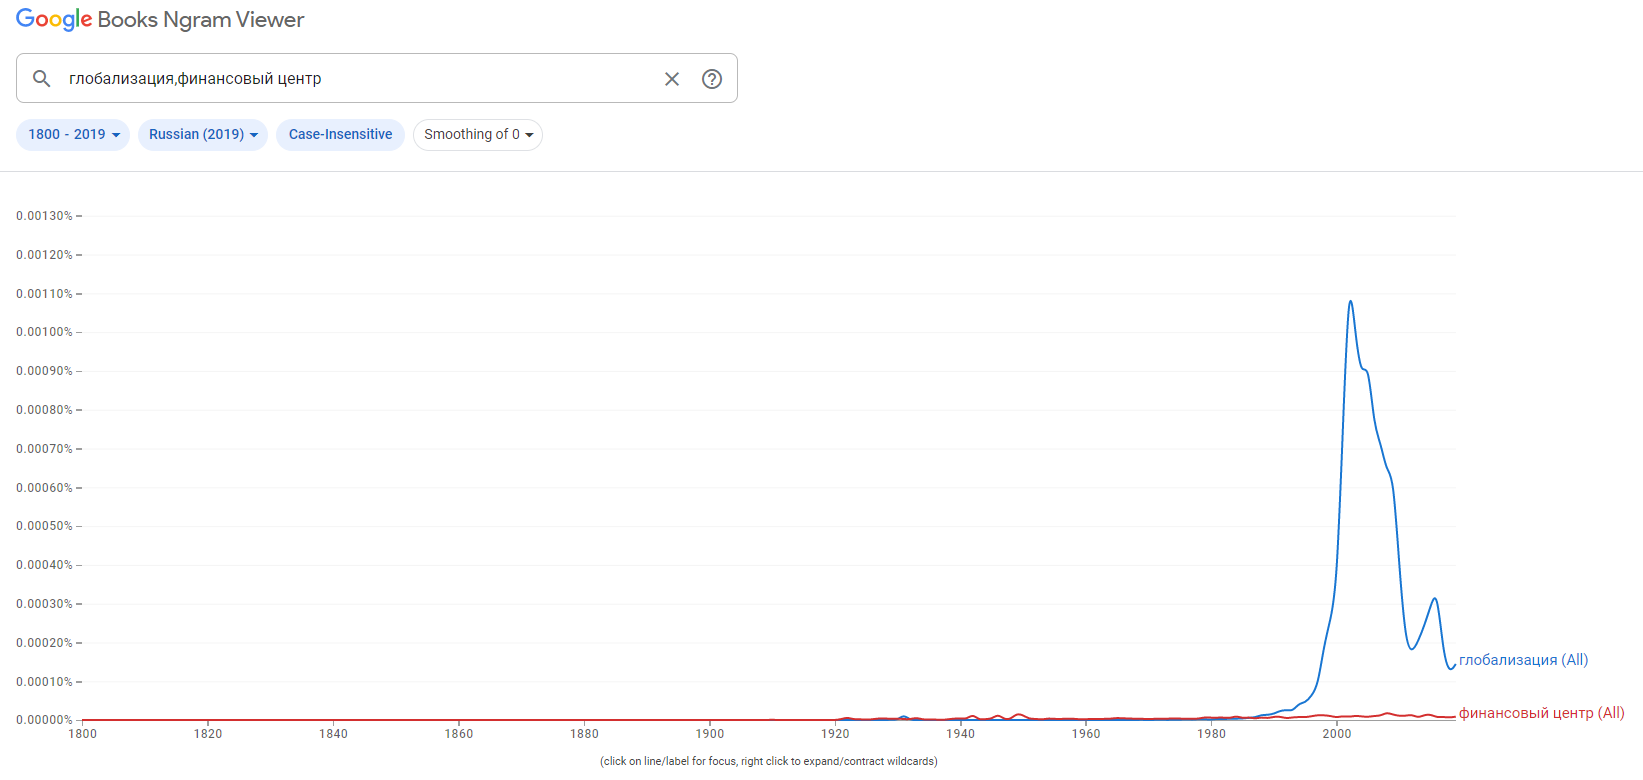 Google Books Ngram Viewer
глобализация,финансовый центр
1800 - 2019
Russian (2019)
Case-Insensitive
Smoothing of 0
0.00130%
0.00120%
0.00110%
0.00100%
0.00090%
0.00080%
0.00070%
0.00060%
0.00050%
0.00040%
0.00030%
0.00020%
0.00010%
0.00000%
глобализация (All)
финансовый центр (All)
1800 1820 1840 1860 1880 1900 1920 1940 1960 1980 2000
(click on line/label for focus, right click to expand/contract wildcards)